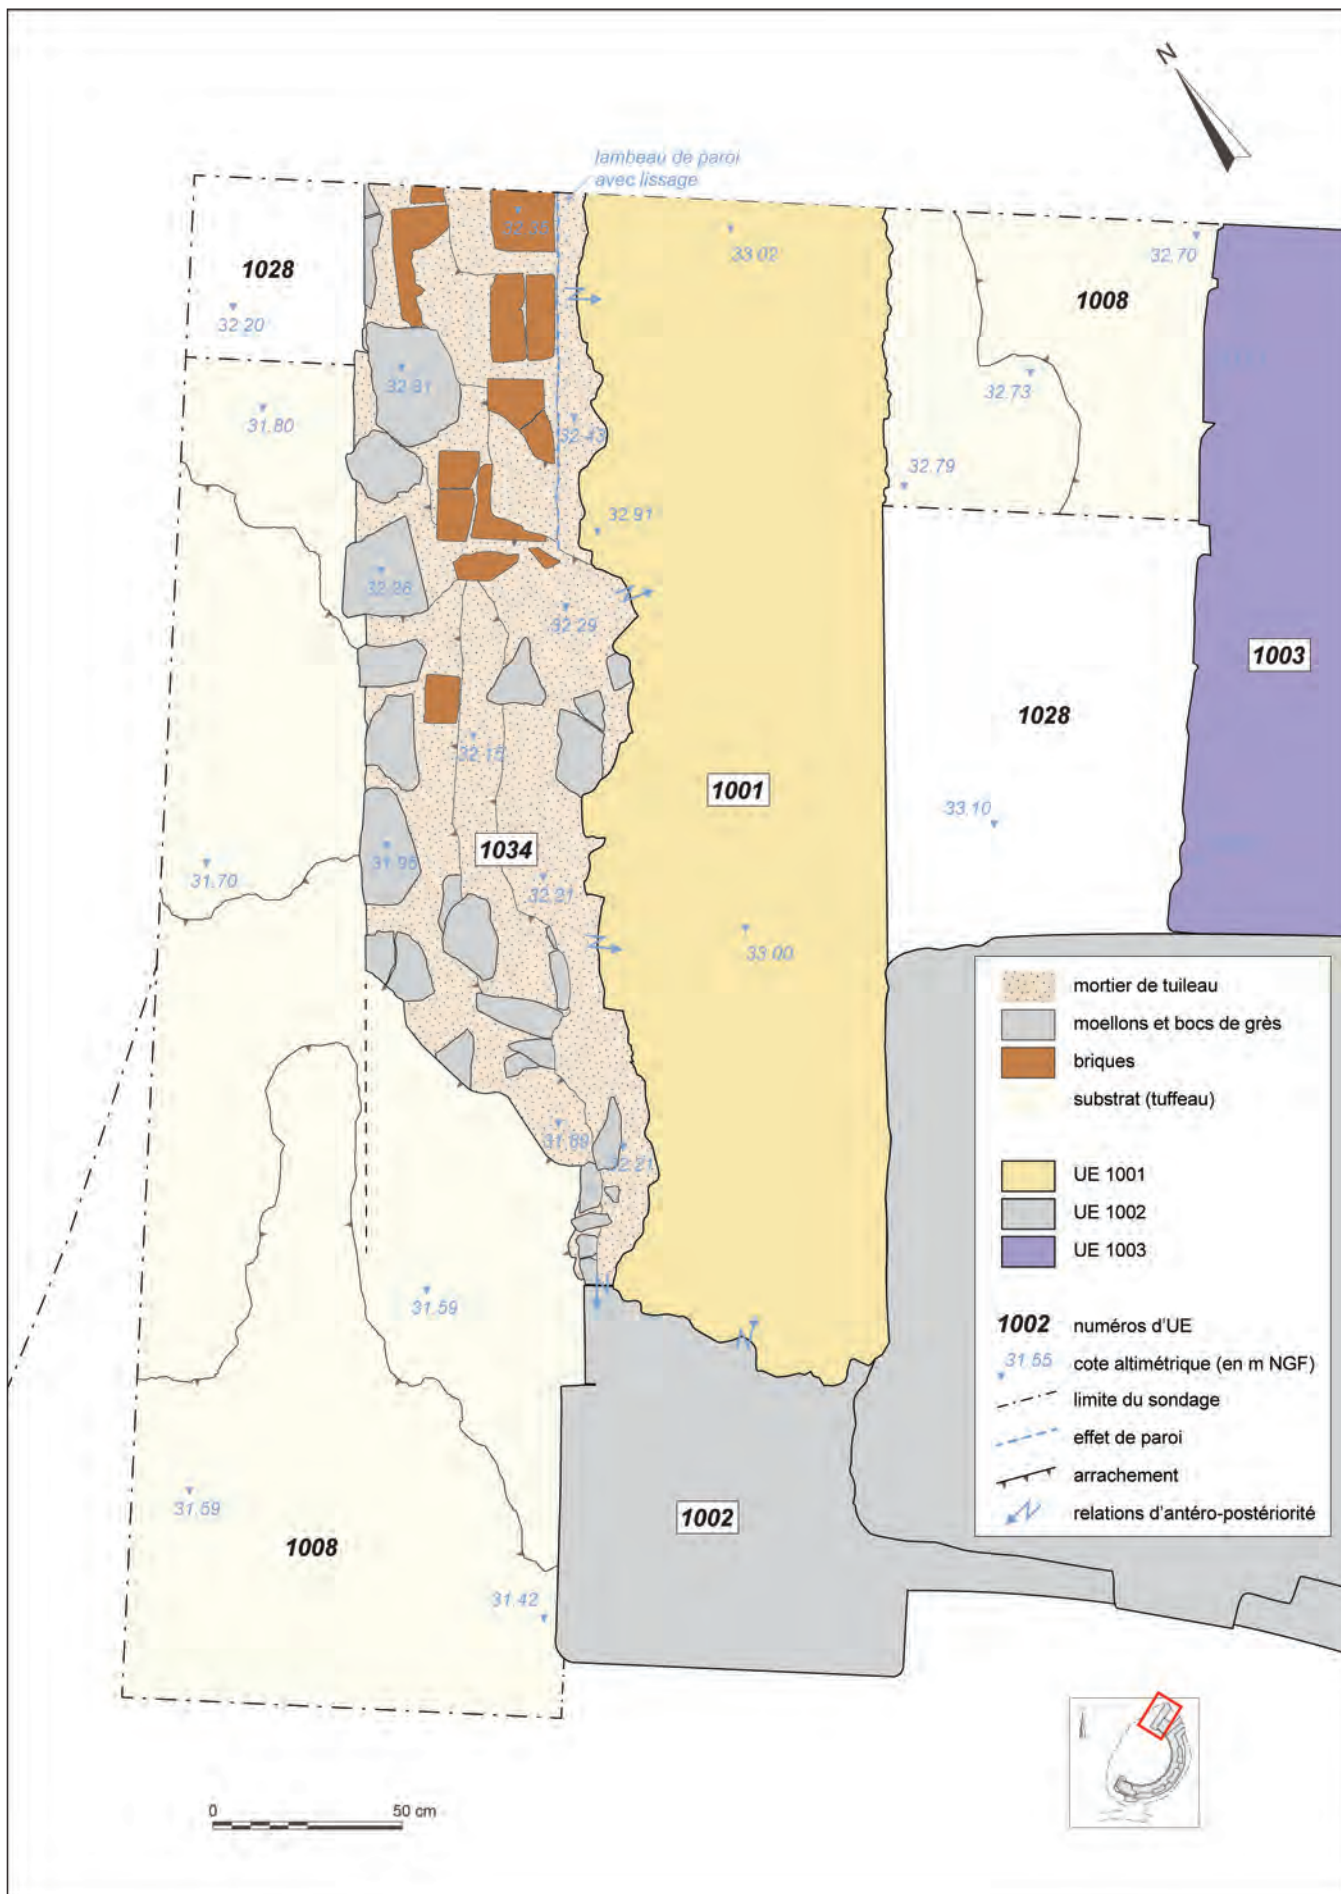 N
lambeau de paroi
avec lissage
32.38
33.02
32.70
1028
1008
32.20
32.31
32.73
31.80
32.43
32.79
32.91
32.26
32.29
1003
1028
32.15
1001
33.10
1034
31.95
31.70
32.21
33.00
mortier de tuileau
moellons et bocs de grès
briques
substrat (tuffeau)
31.89
32.21
UE 1001
UE 1002
UE 1003
31.59
1002 numéros d'UE
31.55 cote altimétrique (en m NGF)
limite du sondage
effet de paroi
arrachement
relations d'antéro-postériorité
31.59
1002
1008
31.42
0 50 cm